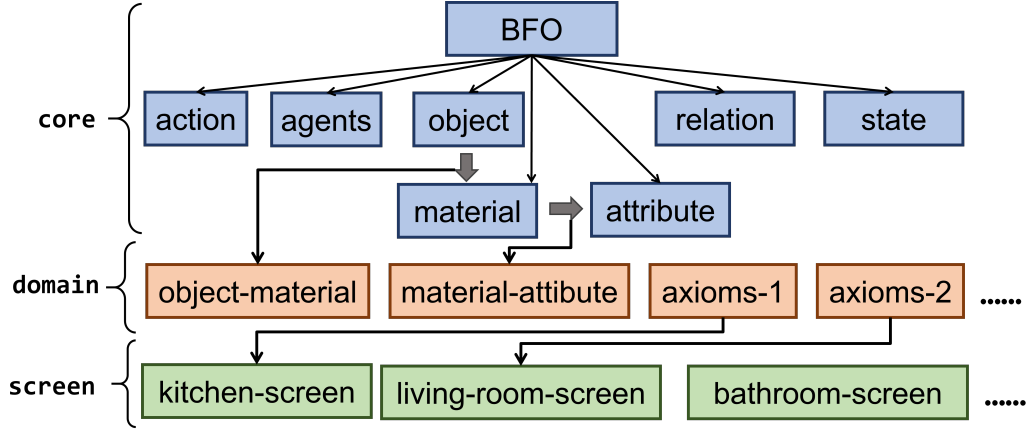 BFO
core
action
agents
object
relation
state
material
attribute
domain
object-material
material-attibute
axioms-1
axioms-2
......
screen
kitchen-screen
living-room-screen
bathroom-screen
......